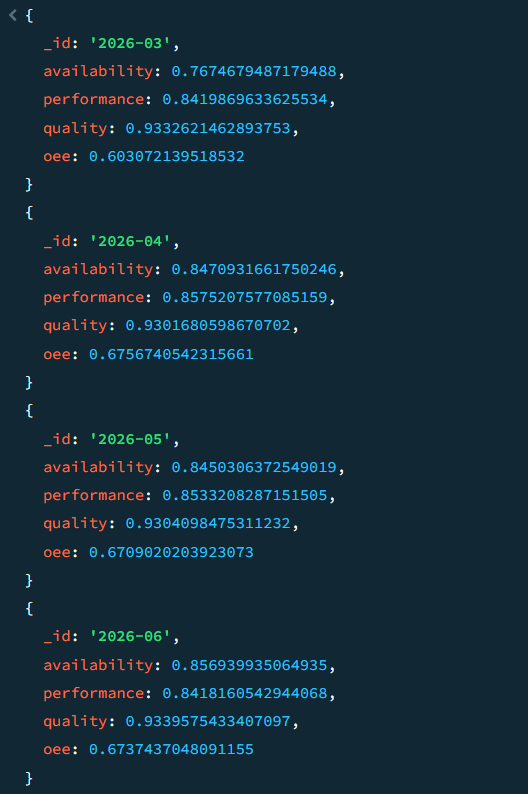 {
_id: '2026-03',
availability: 0.7674679487179488,
performance: 0.8419869633625534,
quality: 0.9332621462893753,
oee: 0.603072139518532
}
{
_id: '2026-04',
availability: 0.8470931661750246,
performance: 0.8575207577085159,
quality: 0.9301680598670702,
oee: 0.6756740542315661
}
{
_id: '2026-05',
availability: 0.8450306372549019,
performance: 0.8533208287151505,
quality: 0.9304098475311232,
oee: 0.6709020203923073
}
{
_id: '2026-06',
availability: 0.856939935064935,
performance: 0.8418160542944068,
quality: 0.9339575433407097,
oee: 0.6737437048091155
}